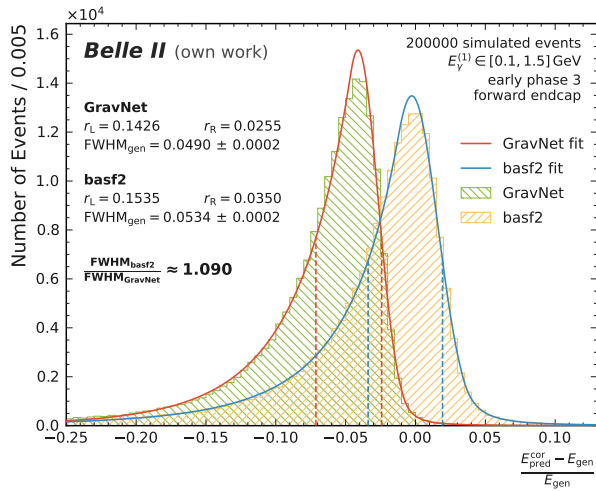 ×10⁴
Belle II (own work)
200000 simulated events
E_γ^(1) ∈ [0.1, 1.5] GeV
early phase 3
forward endcap
GravNet
r_L = 0.1426 r_R = 0.0255
FWHM_gen = 0.0490 ± 0.0002
basf2
r_L = 0.1535 r_R = 0.0350
FWHM_gen = 0.0534 ± 0.0002
FWHM_basf2 / FWHM_GravNet ≈ 1.090
GravNet fit
basf2 fit
GravNet
basf2
Number of Events / 0.005
1.6
1.4
1.2
1.0
0.8
0.6
0.4
0.2
0.0
−0.25 −0.20 −0.15 −0.10 −0.05 0.00 0.05 0.10
E_pred^cor − E_gen
E_gen